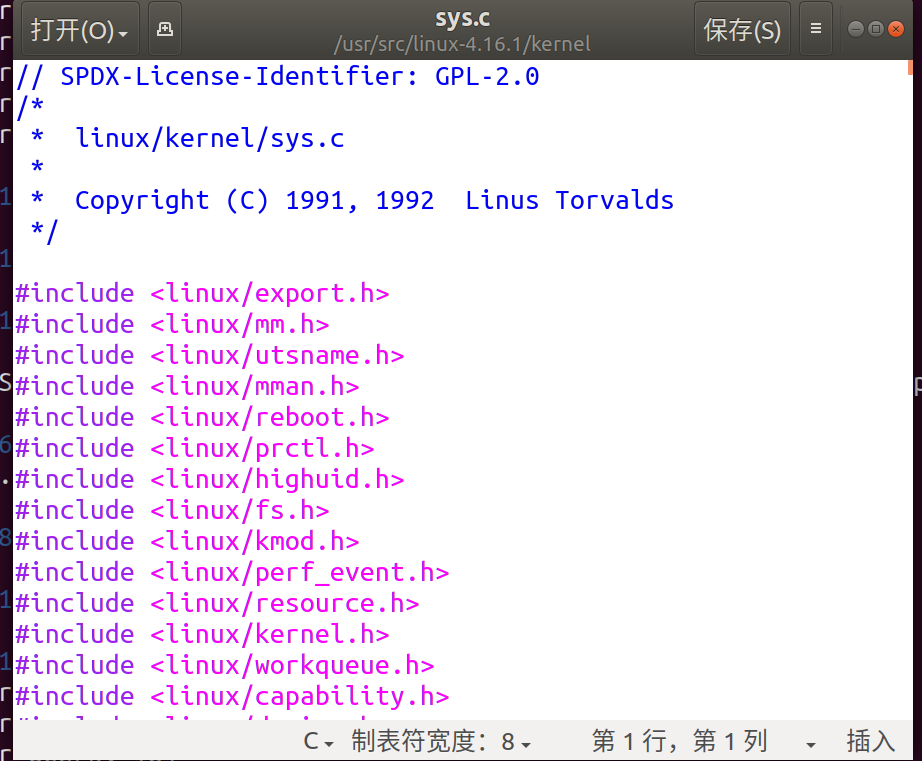 打开(O)
sys.c
/usr/src/linux-4.16.1/kernel
保存(S)
// SPDX-License-Identifier: GPL-2.0
/*
 *  linux/kernel/sys.c
 *
 *  Copyright (C) 1991, 1992  Linus Torvalds
 */
#include <linux/export.h>
#include <linux/mm.h>
#include <linux/utsname.h>
#include <linux/mman.h>
#include <linux/reboot.h>
#include <linux/prctl.h>
#include <linux/highuid.h>
#include <linux/fs.h>
#include <linux/kmod.h>
#include <linux/perf_event.h>
#include <linux/resource.h>
#include <linux/kernel.h>
#include <linux/workqueue.h>
#include <linux/capability.h>
C 制表符宽度：8 第 1 行，第 1 列 插入